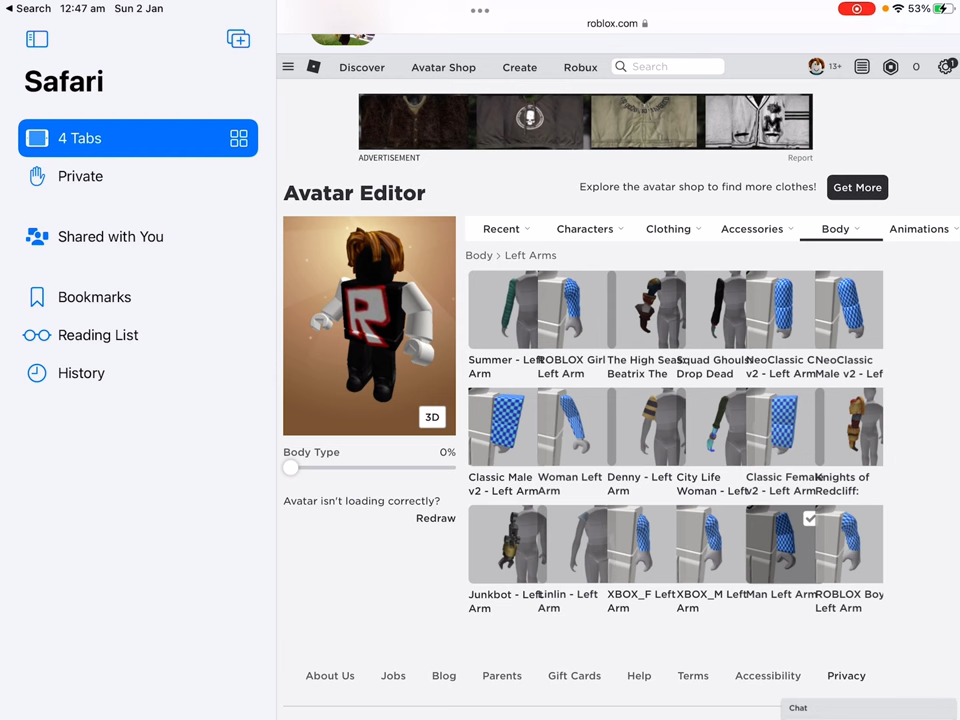 Search 12:47 am Sun 2 Jan
53%
roblox.com
Safari
4 Tabs
Private
Shared with You
Bookmarks
Reading List
History
Discover Avatar Shop Create Robux Search 13+ 0 1
M
ADVERTISEMENT Report
Avatar Editor
Explore the avatar shop to find more clothes! Get More
Recent Characters Clothing Accessories Body Animations
Body > Left Arms
R
3D
Body Type 0%
Avatar isn't loading correctly?
Redraw
Summer - Left ROBLOX Girl The High Seas: Squad Ghouls NeoClassic NeoClassic
Arm Left Arm Beatrix The Drop Dead v2 - Left Arm Male v2 - Lef
Classic Male Woman Left Denny - Left City Life Classic Female Knights of
v2 - Left Arm Arm Arm Woman - Left v2 - Left Arm Redcliff:
Junkbot - Left Linlin - Left XBOX_F Left XBOX_M Left Man Left Arm ROBLOX Boy
Arm Arm Arm Arm Left Arm
About Us Jobs Blog Parents Gift Cards Help Terms Accessibility Privacy
Chat